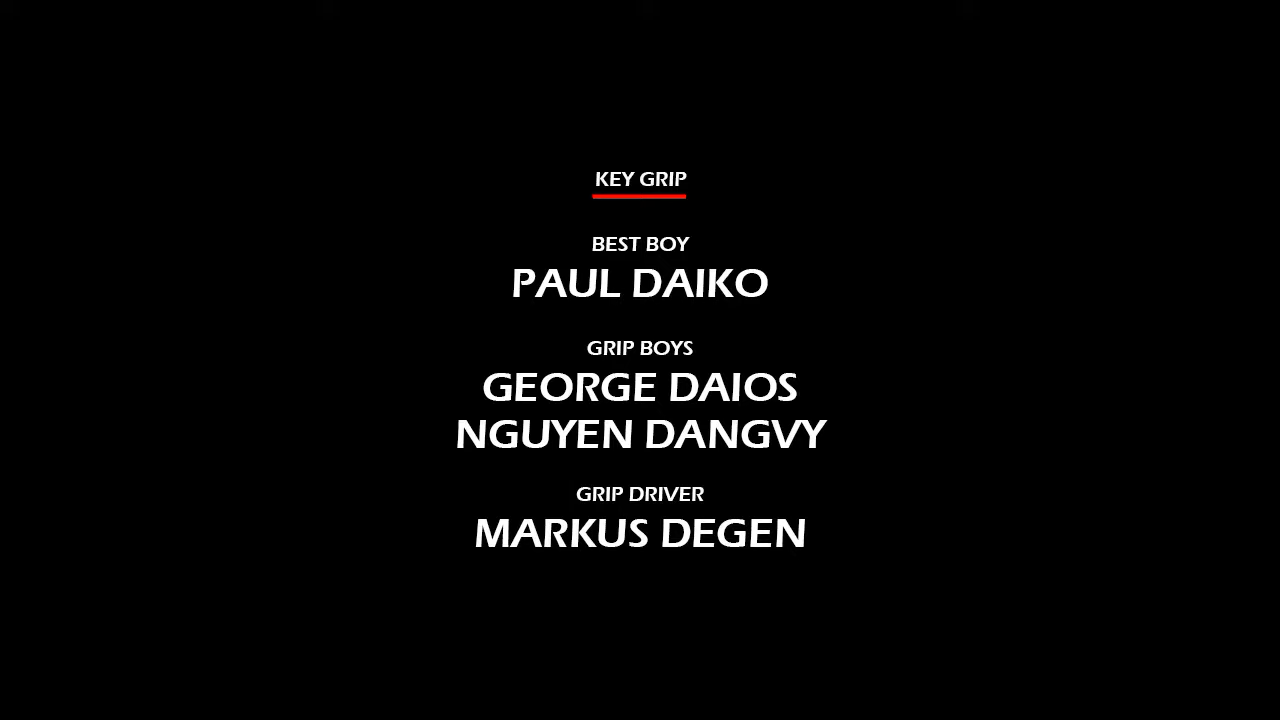 KEY GRIP
BEST BOY
PAUL DAIKO
GRIP BOYS
GEORGE DAIOS
NGUYEN DANGVY
GRIP DRIVER
MARKUS DEGEN